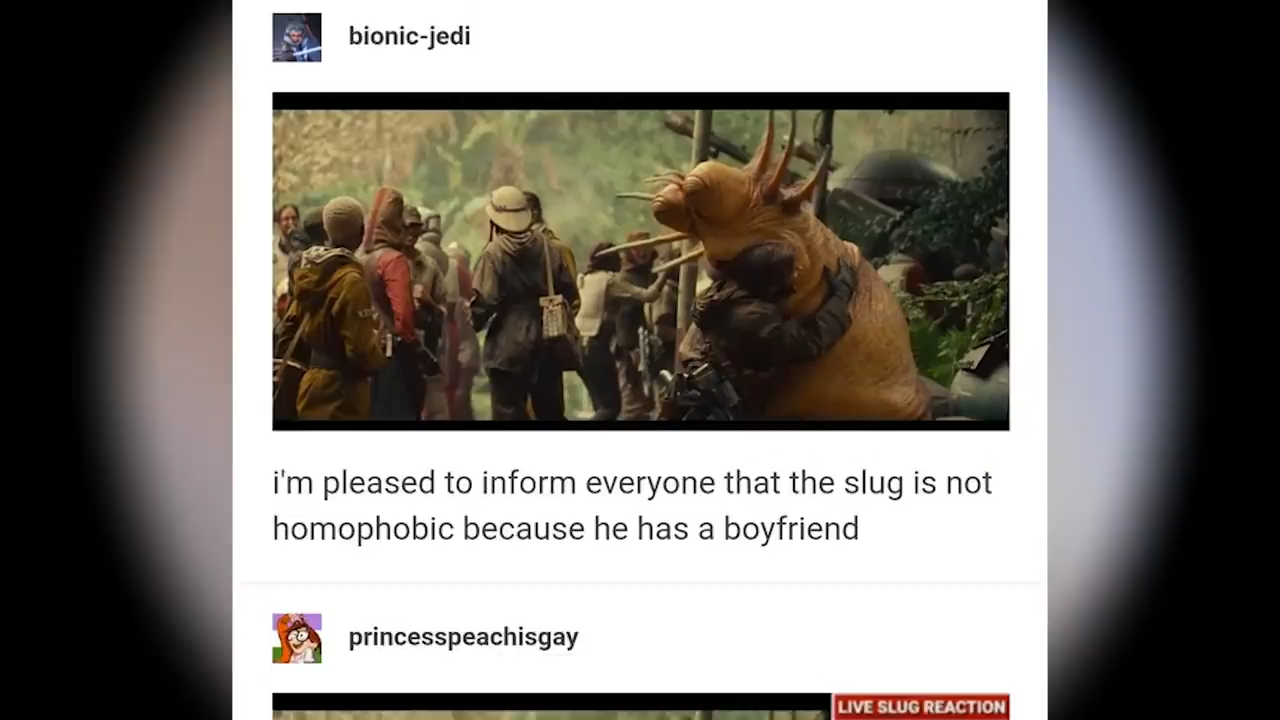 bionic-jedi
i'm pleased to inform everyone that the slug is not
homophobic because he has a boyfriend
princesspeachisgay
LIVE SLUG REACTION